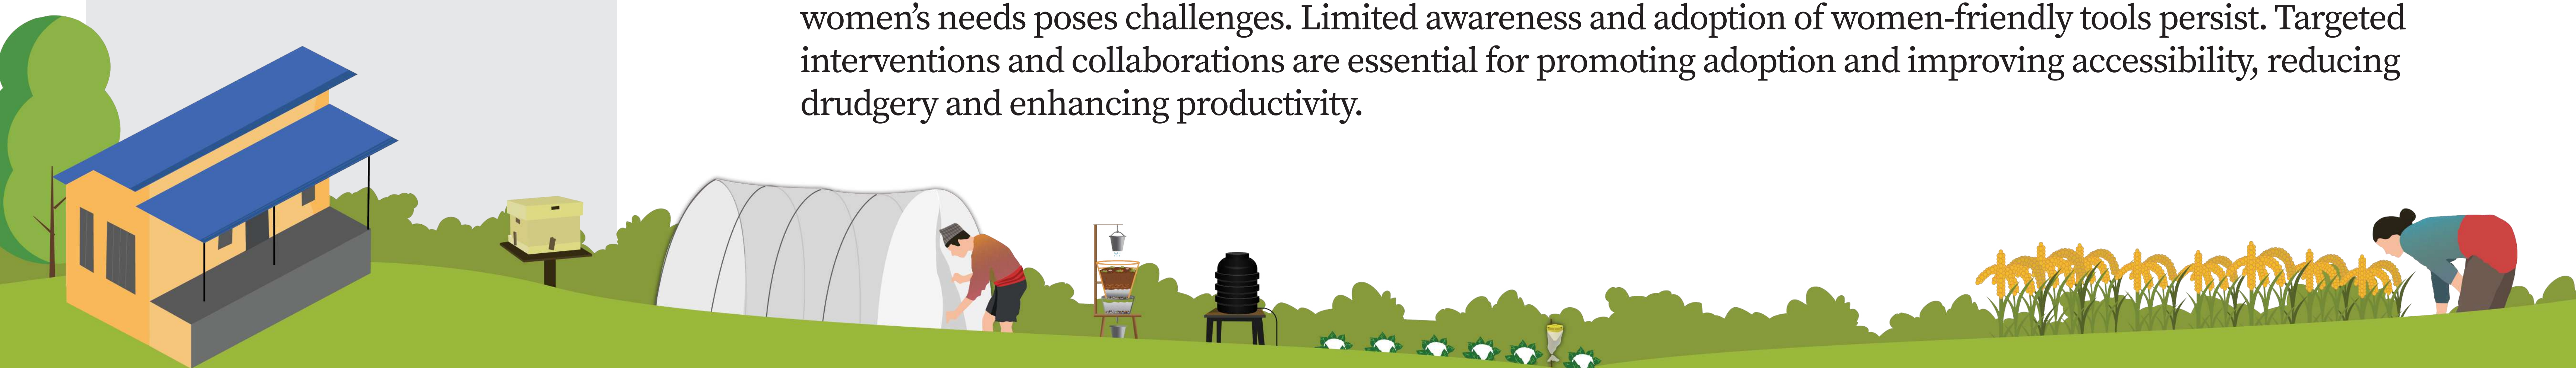 women’s needs poses challenges. Limited awareness and adoption of women-friendly tools persist. Targeted
interventions and collaborations are essential for promoting adoption and improving accessibility, reducing
drudgery and enhancing productivity.